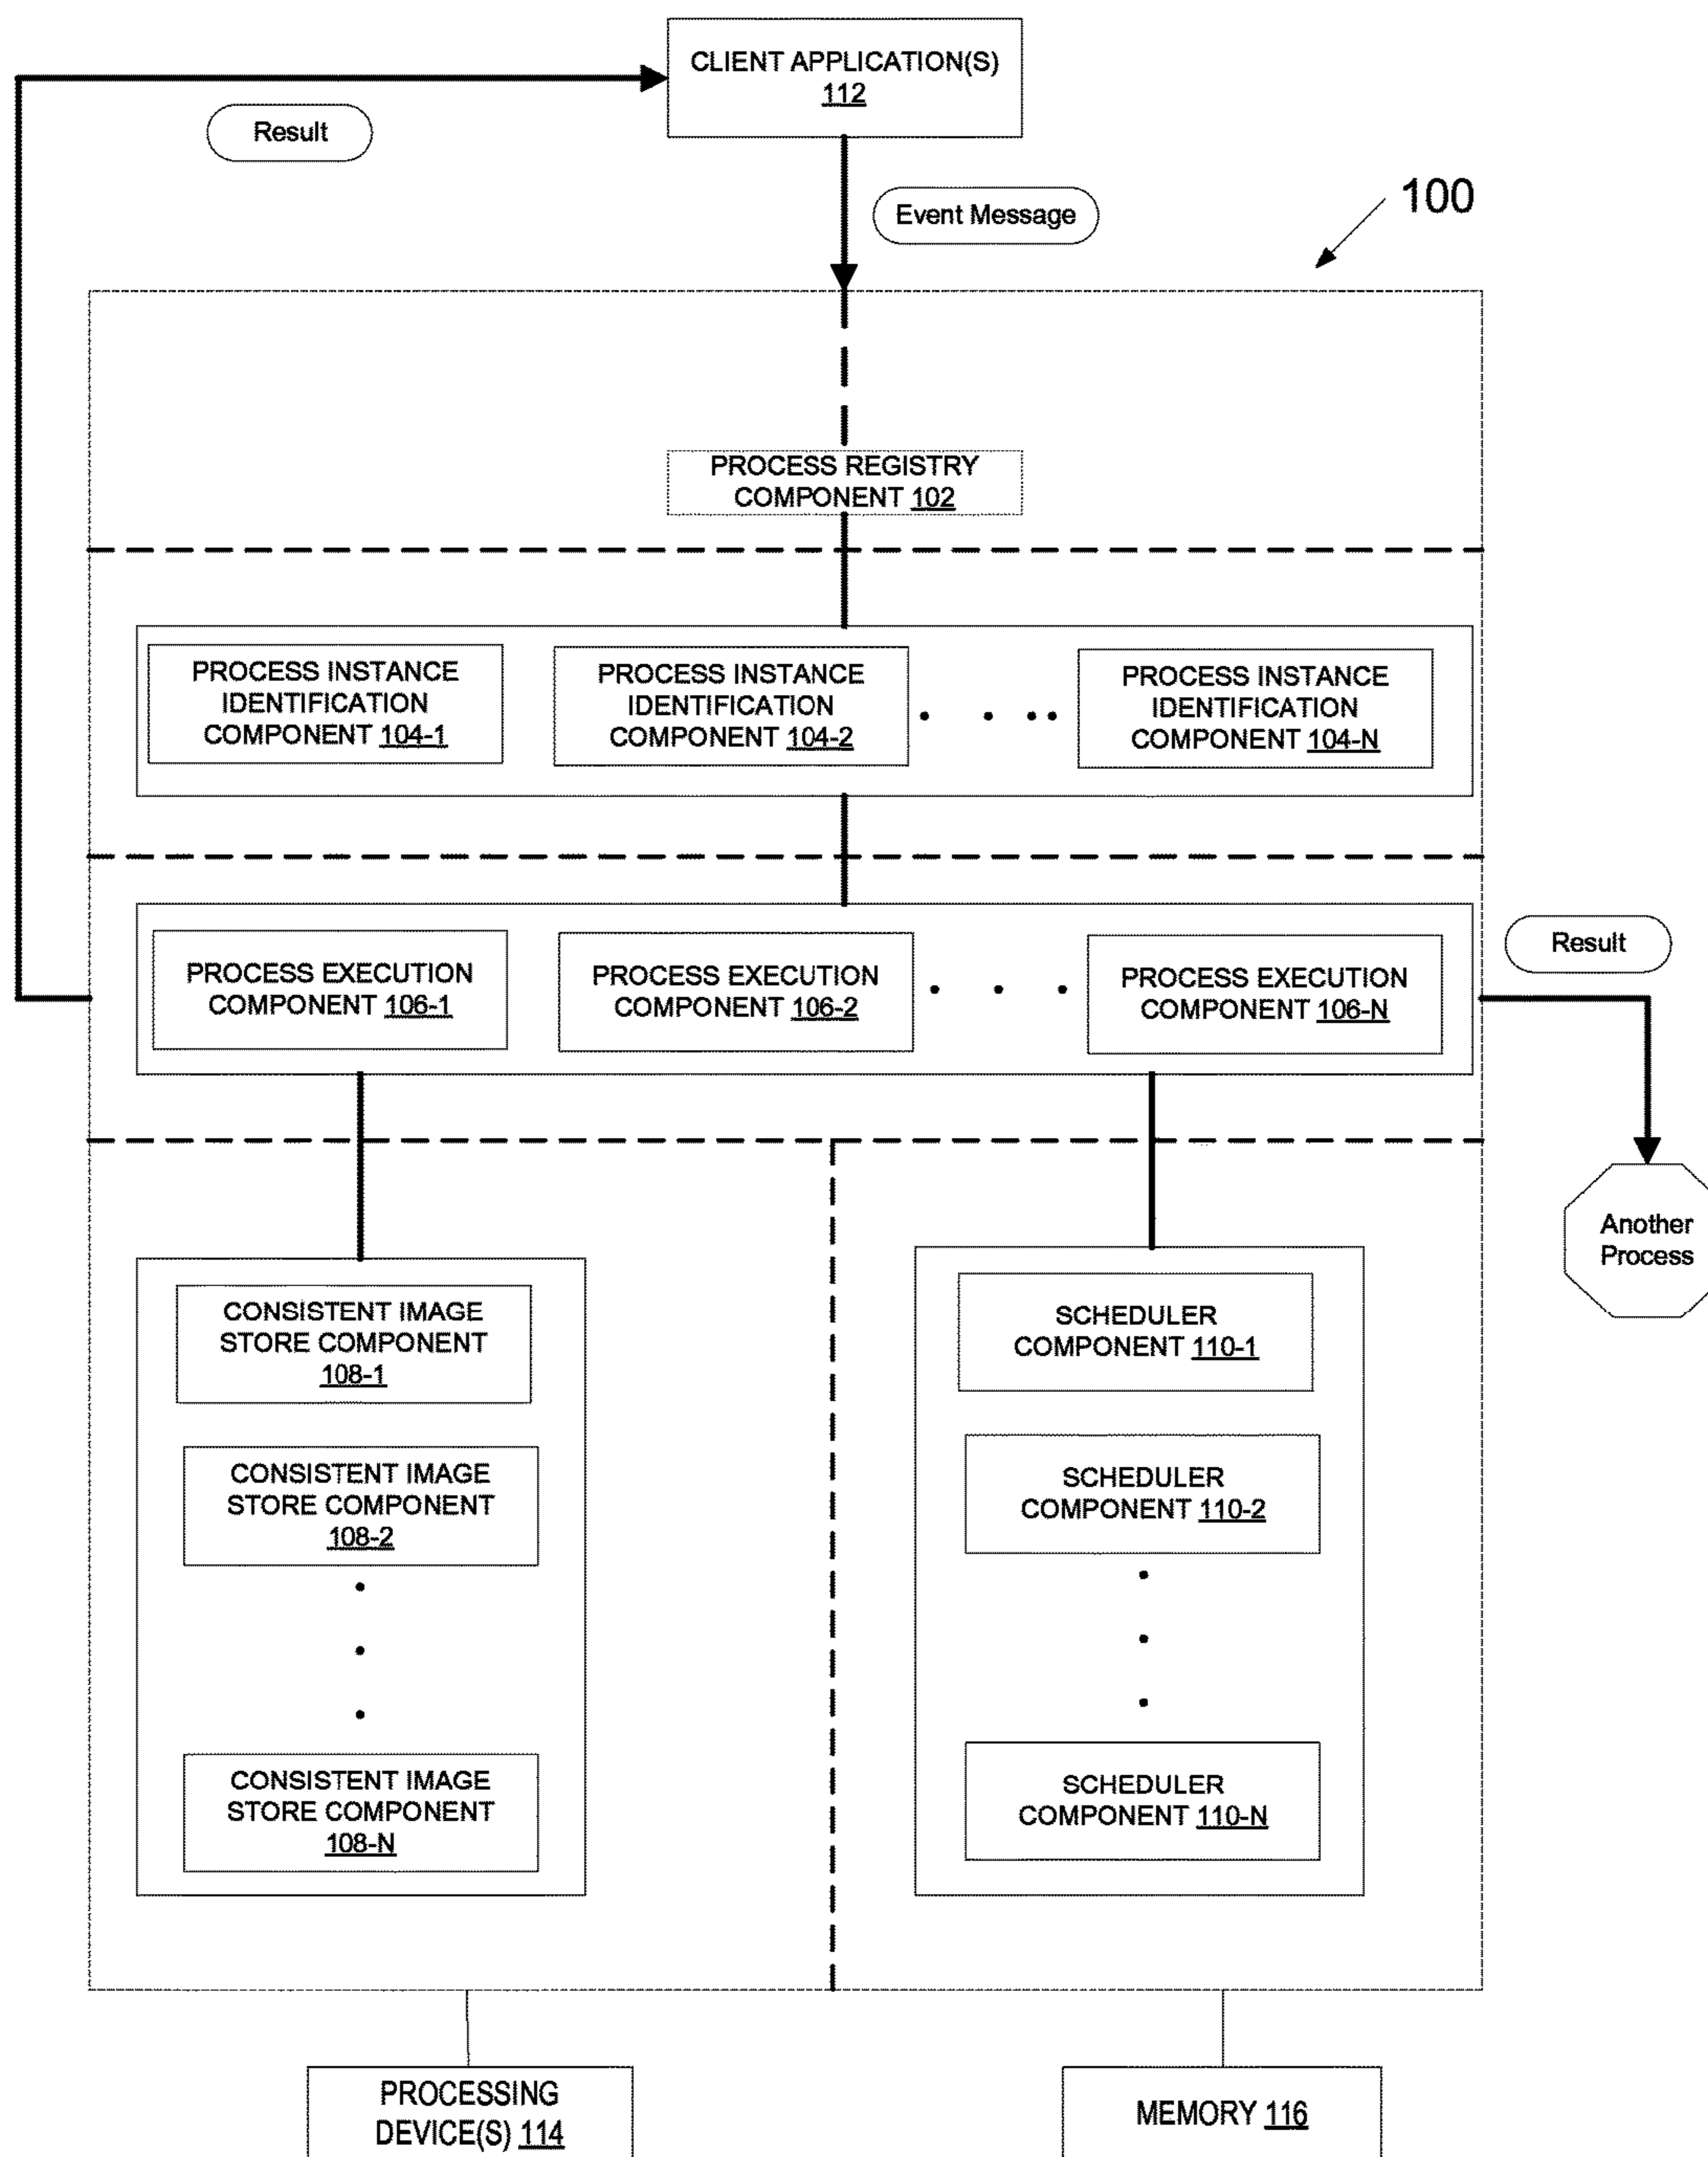 CLIENT APPLICATION(S)
112
Result
Event Message
100
PROCESS REGISTRY
COMPONENT 102
PROCESS INSTANCE
IDENTIFICATION
COMPONENT 104-1
PROCESS INSTANCE
IDENTIFICATION
COMPONENT 104-2
PROCESS INSTANCE
IDENTIFICATION
COMPONENT 104-N
PROCESS EXECUTION
COMPONENT 106-1
PROCESS EXECUTION
COMPONENT 106-2
PROCESS EXECUTION
COMPONENT 106-N
Result
Another
Process
CONSISTENT IMAGE
STORE COMPONENT
108-1
CONSISTENT IMAGE
STORE COMPONENT
108-2
CONSISTENT IMAGE
STORE COMPONENT
108-N
SCHEDULER
COMPONENT 110-1
SCHEDULER
COMPONENT 110-2
SCHEDULER
COMPONENT 110-N
PROCESSING
DEVICE(S) 114
MEMORY 116